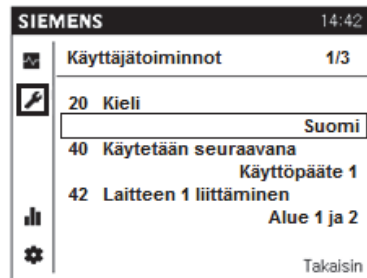 SIEMENS 14:42
Käyttäjätoiminnot 1/3
20 Kieli
Suomi
40 Käytetään seuraavana
Käyttöpääte 1
42 Laitteen 1 liittäminen
Alue 1 ja 2
Takaisin